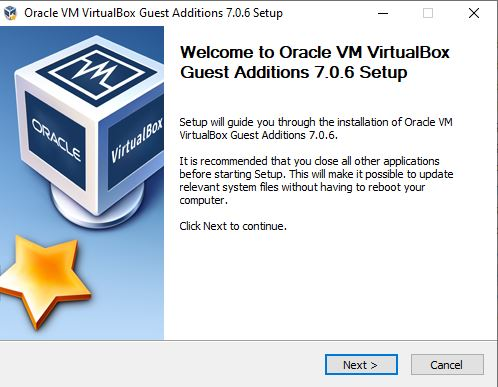 Oracle VM VirtualBox Guest Additions 7.0.6 Setup
Welcome to Oracle VM VirtualBox
Guest Additions 7.0.6 Setup
ORACLE
VirtualBox
Setup will guide you through the installation of Oracle VM
VirtualBox Guest Additions 7.0.6.
It is recommended that you close all other applications
before starting Setup. This will make it possible to update
relevant system files without having to reboot your
computer.
Click Next to continue.
Next >
Cancel